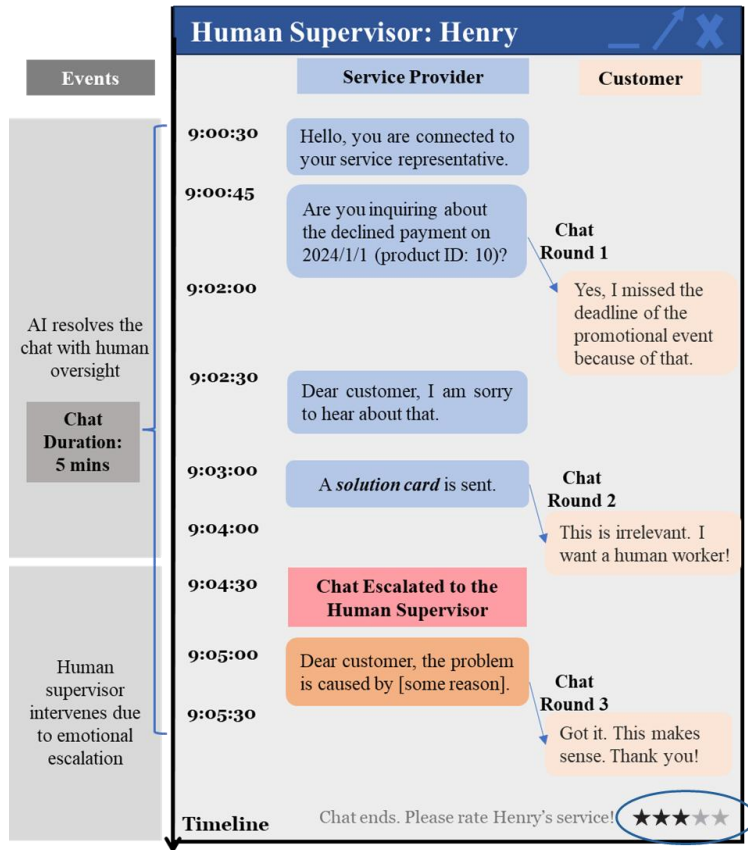 Human Supervisor: Henry
Events
Service Provider
Customer
9:00:30
Hello, you are connected to
your service representative.
9:00:45
Are you inquiring about
the declined payment on
2024/1/1 (product ID: 10)?
Chat
Round 1
9:02:00
Yes, I missed the
deadline of the
promotional event
because of that.
AI resolves the
chat with human
oversight
9:02:30
Dear customer, I am sorry
to hear about that.
Chat
Duration:
5 mins
9:03:00
A solution card is sent.
Chat
Round 2
9:04:00
This is irrelevant. I
want a human worker!
9:04:30
Chat Escalated to the
Human Supervisor
9:05:00
Dear customer, the problem
is caused by [some reason].
Chat
Round 3
Human
supervisor
intervenes due
to emotional
escalation
9:05:30
Got it. This makes
sense. Thank you!
Timeline
Chat ends. Please rate Henry's service!